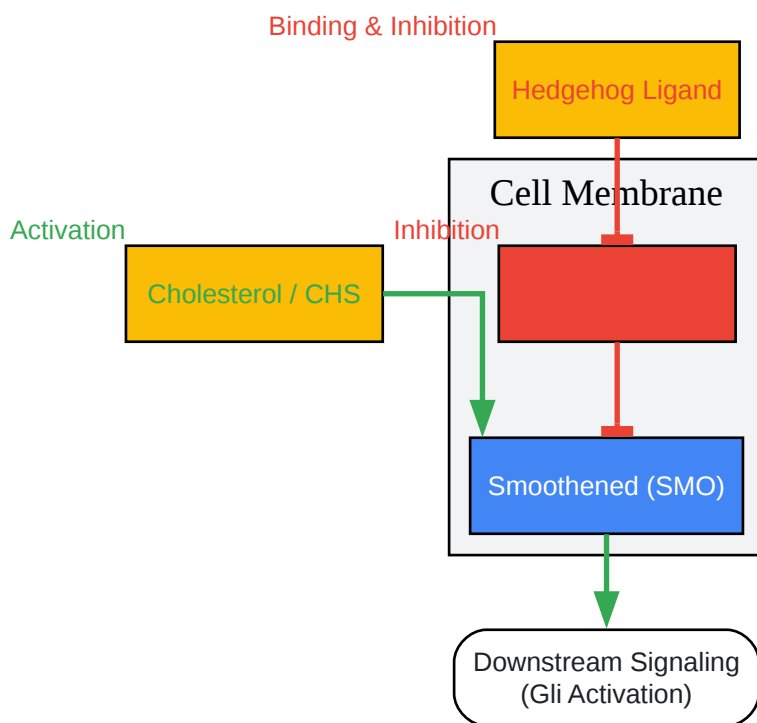 Binding & Inhibition
Hedgehog Ligand
Cell Membrane
Activation
Inhibition
Cholesterol / CHS
Smoothened (SMO)
Downstream Signaling
(Gli Activation)